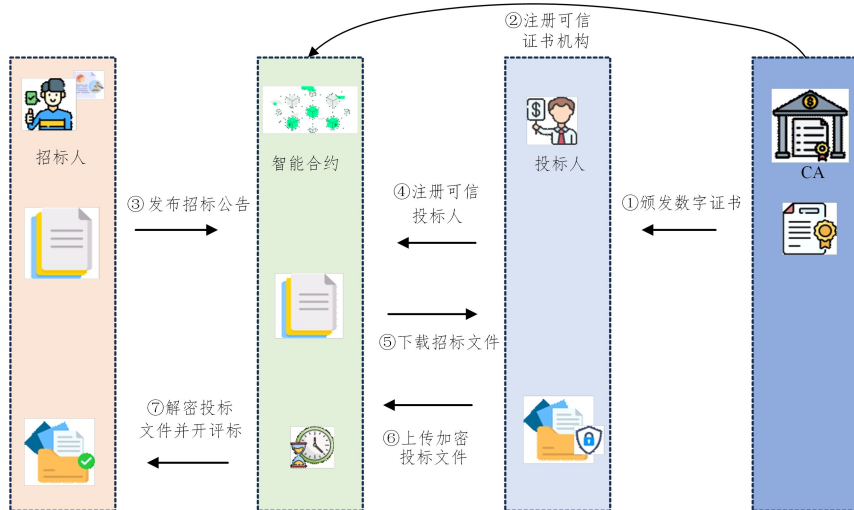 ②注册可信
证书机构
招标人
智能合约
投标人
CA
③发布招标公告
④注册可信
投标人
①颁发数字证书
⑤下载招标文件
⑦解密投标
文件并开评标
⑥上传加密
投标文件